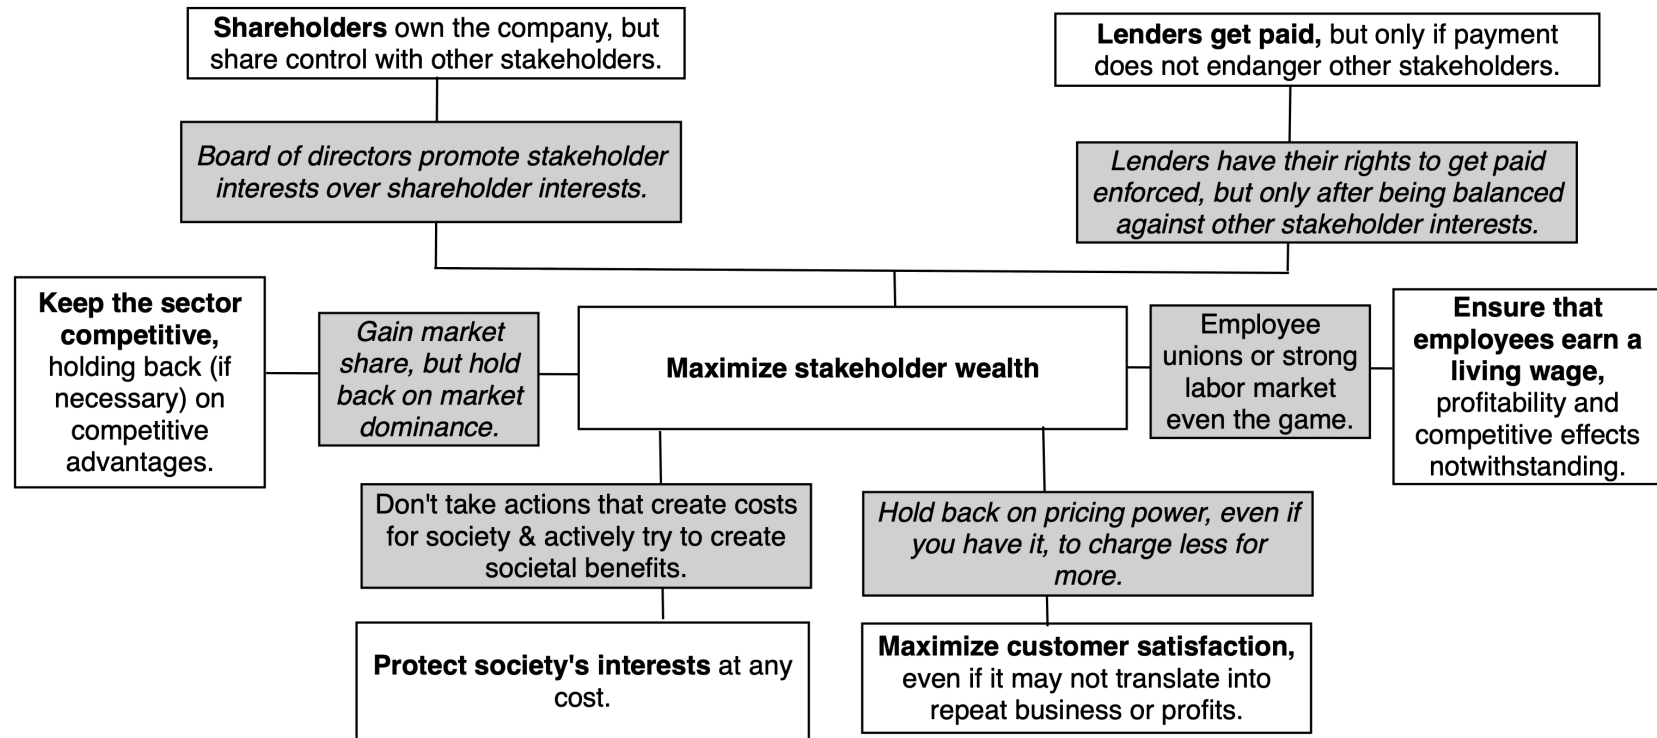 Shareholders own the company, but
share control with other stakeholders.
Lenders get paid, but only if payment
does not endanger other stakeholders.
Board of directors promote stakeholder
interests over shareholder interests.
Lenders have their rights to get paid
enforced, but only after being balanced
against other stakeholder interests.
Keep the sector
competitive,
holding back (if
necessary) on
competitive
advantages.
Gain market
share, but hold
back on market
dominance.
Maximize stakeholder wealth
Employee
unions or strong
labor market
even the game.
Ensure that
employees earn a
living wage,
profitability and
competitive effects
notwithstanding.
Don't take actions that create costs
for society & actively try to create
societal benefits.
Hold back on pricing power, even if
you have it, to charge less for
more.
Protect society's interests at any
cost.
Maximize customer satisfaction,
even if it may not translate into
repeat business or profits.